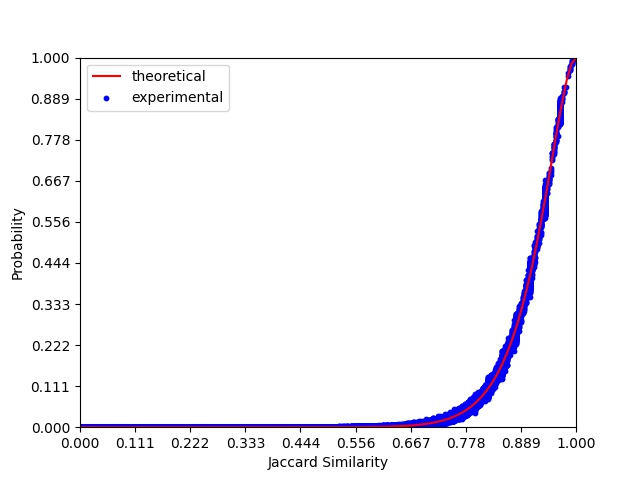 theoretical
experimental
1.000
0.889
0.778
0.667
0.556
0.444
0.333
0.222
0.111
0.000
Probability
0.000 0.111 0.222 0.333 0.444 0.556 0.667 0.778 0.889 1.000
Jaccard Similarity